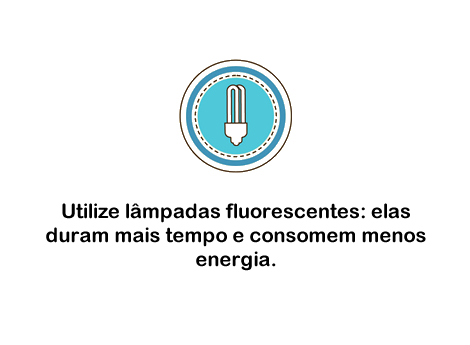 Utilize lâmpadas fluorescentes: elas
duram mais tempo e consomem menos
energia.